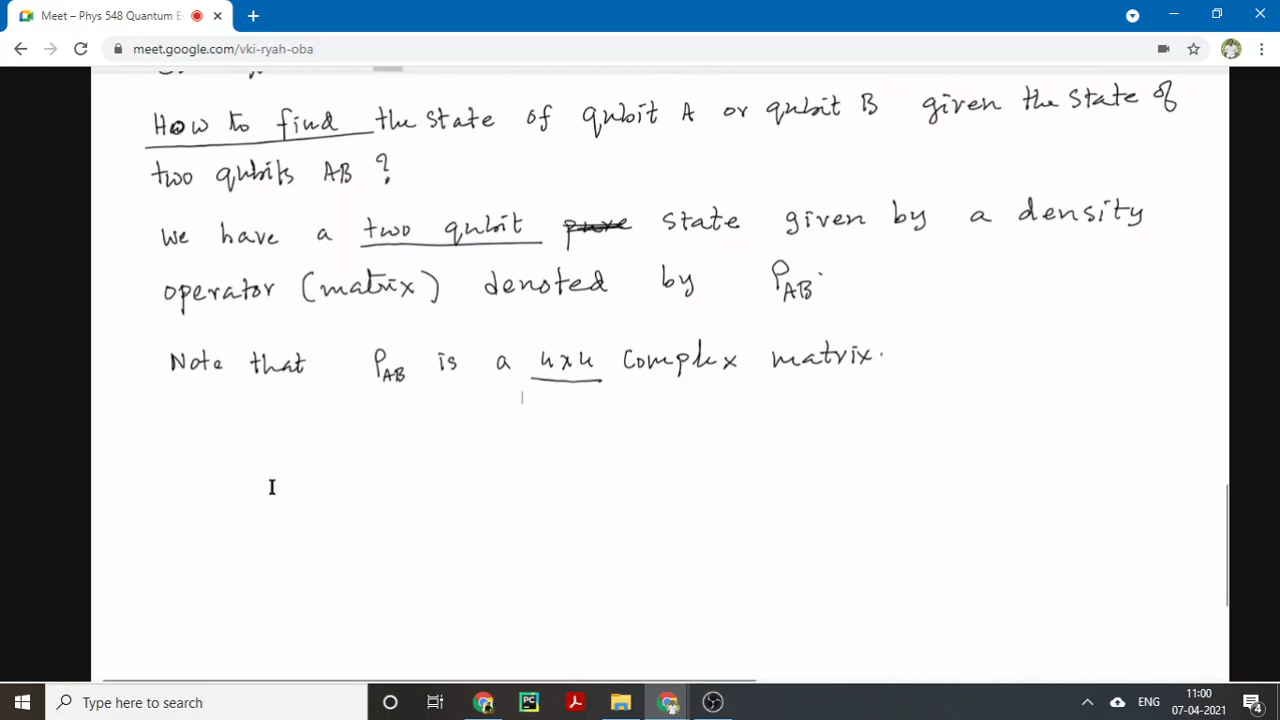 Meet – Phys 548 Quantum E
meet.google.com/vki-ryah-oba
How to find the state of qubit A or qubit B given the state of
two qubits AB ?
We have a two qubit pure state given by a density
operator (matrix) denoted by ρAB.
Note that ρAB is a 4x4 complex matrix.
Type here to search
ENG
11:00
07-04-2021
4